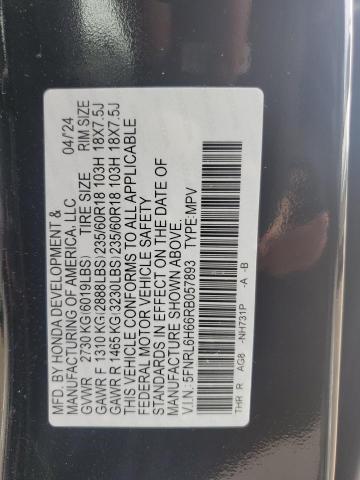 MFD. BY HONDA DEVELOPMENT &
MANUFACTURING OF AMERICA, LLC. 04/24
GVWR 2730 KG(6019LBS) TIRE SIZE RIM SIZE
GAWR F 1310 KG(2888LBS)235/60R18 103H 18X7.5J
GAWR R 1465 KG(3230LBS)235/60R18 103H 18X7.5J
THIS VEHICLE CONFORMS TO ALL APPLICABLE
FEDERAL MOTOR VEHICLE SAFETY
STANDARDS IN EFFECT ON THE DATE OF
MANUFACTURE SHOWN ABOVE.
V.I.N.:5FNRL6H66RB057893 TYPE:MPV
THR R AG8 -NH731P -A -B